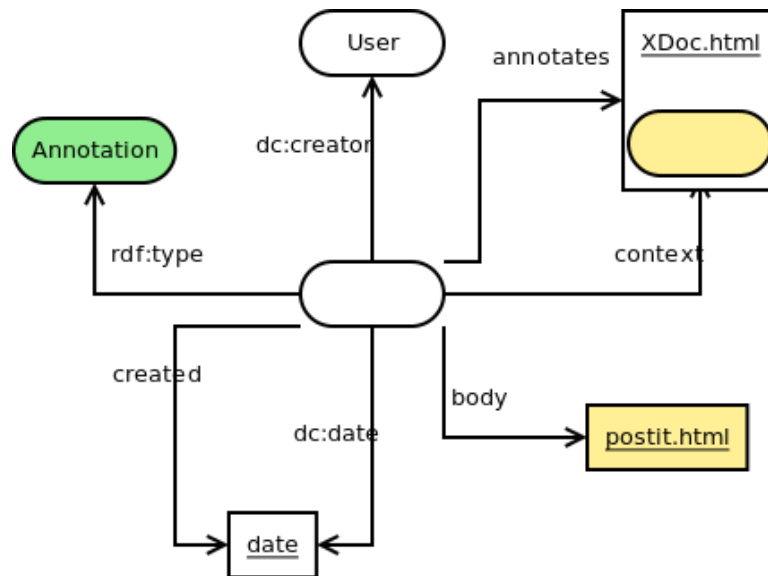 User
XDoc.html
annotates
Annotation
dc:creator
rdf:type
context
created
body
dc:date
postit.html
date